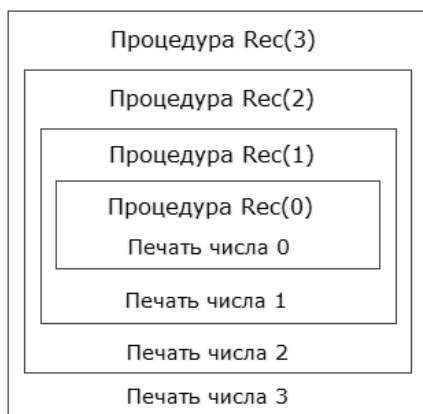 Процедура Rec(3)
Процедура Rec(2)
Процедура Rec(1)
Процедура Rec(0)
Печать числа 0
Печать числа 1
Печать числа 2
Печать числа 3